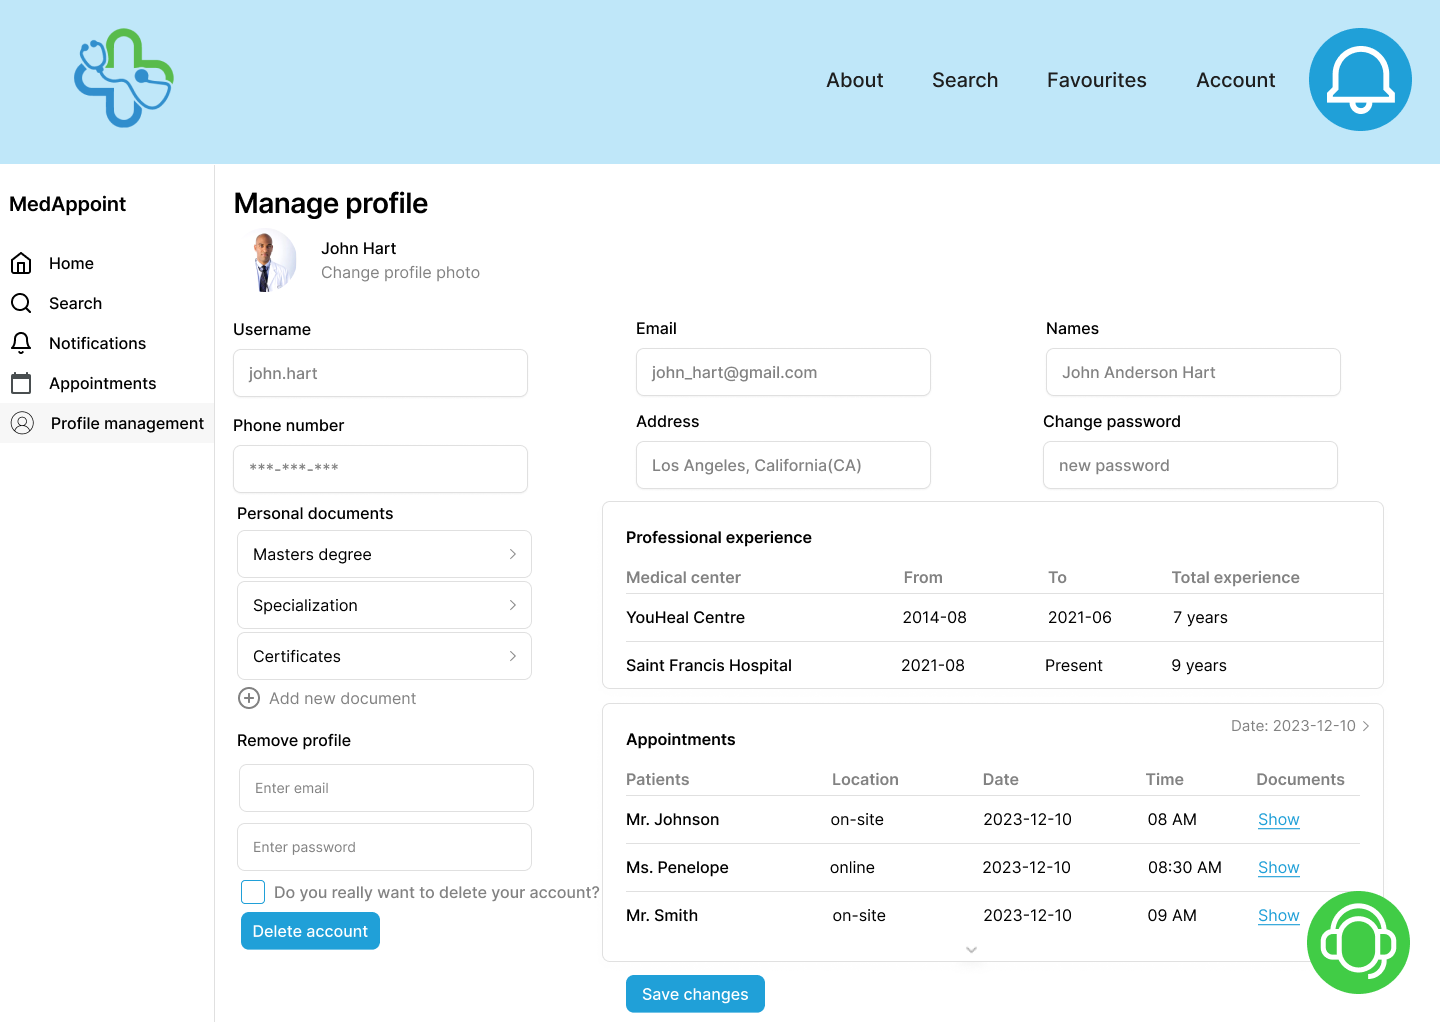 About Search Favourites Account
MedAppoint
Home
Search
Notifications
Appointments
Profile management
Manage profile
John Hart
Change profile photo
Username
john.hart
Email
john_hart@gmail.com
Names
John Anderson Hart
Phone number
***-***-***
Address
Los Angeles, California(CA)
Change password
new password
Personal documents
Masters degree
Specialization
Certificates
Add new document
Remove profile
Enter email
Enter password
Do you really want to delete your account?
Delete account
Professional experience
Medical center From To Total experience
YouHeal Centre 2014-08 2021-06 7 years
Saint Francis Hospital 2021-08 Present 9 years
Date: 2023-12-10
Appointments
Patients Location Date Time Documents
Mr. Johnson on-site 2023-12-10 08 AM Show
Ms. Penelope online 2023-12-10 08:30 AM Show
Mr. Smith on-site 2023-12-10 09 AM Show
Save changes